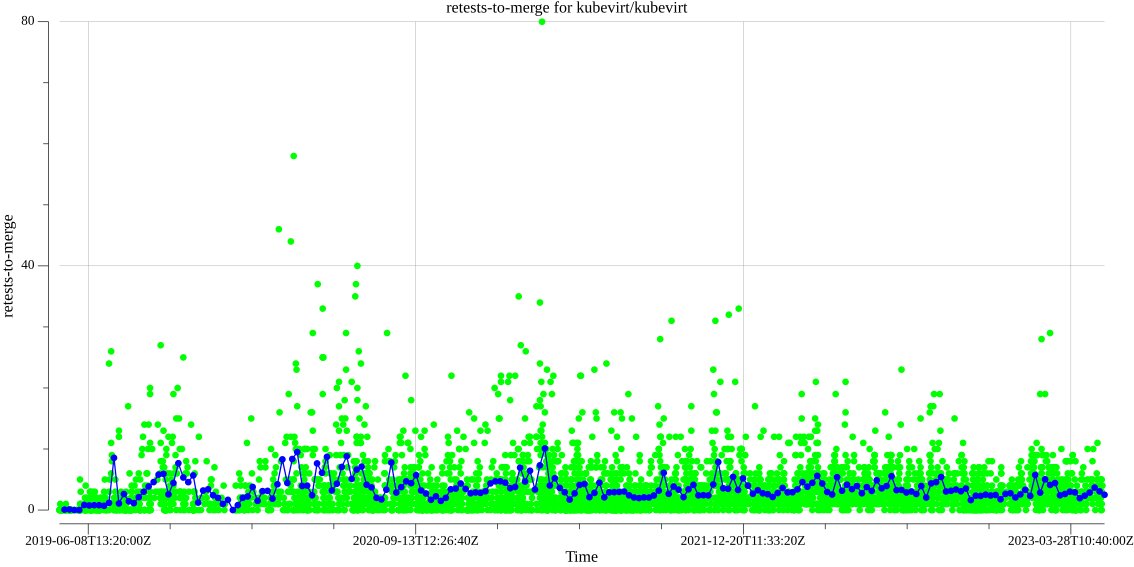 retests-to-merge for kubevirt/kubevirt
80
40
0
retests-to-merge
2019-06-08T13:20:00Z
2020-09-13T12:26:40Z
2021-12-20T11:33:20Z
2023-03-28T10:40:00Z
Time